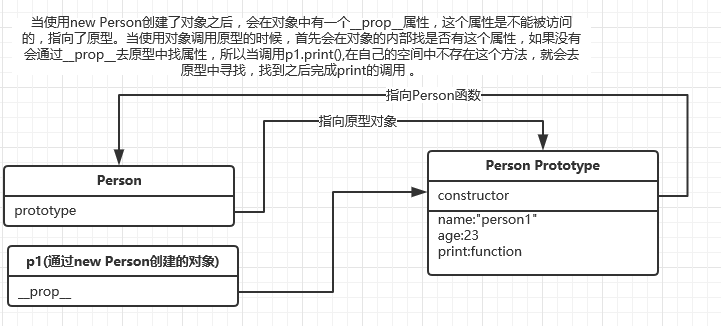 当使用new Person创建了对象之后，会在对象中有一个__prop__属性，这个属性是不能被访问
的，指向了原型。当使用对象调用原型的时候，首先会在对象的内部找是否有这个属性，如果没有
会通过__prop__去原型中找属性，所以当调用p1.print(),在自己的空间中不存在这个方法，就会去
原型中寻找，找到之后完成print的调用 。
指向Person函数
指向原型对象
Person
prototype
Person Prototype
constructor
name:"person1"
age:23
print:function
p1(通过new Person创建的对象)
__prop__